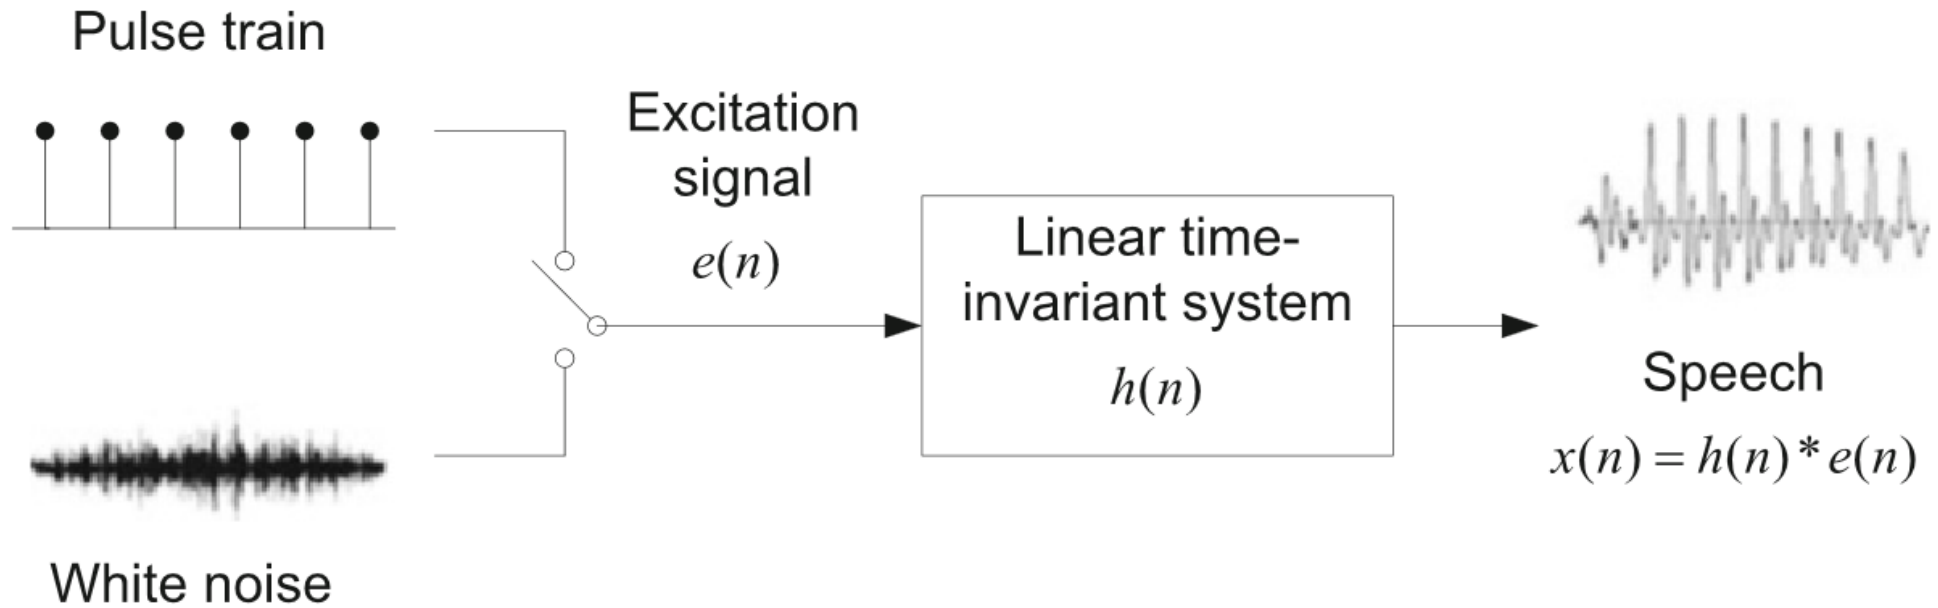 Pulse train
Excitation
signal
e(n)
Linear time-
invariant system
h(n)
Speech
x(n) = h(n) * e(n)
White noise